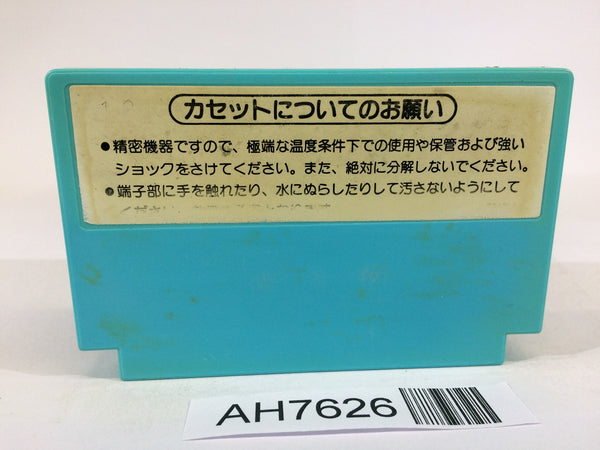 カセットについてのお願い
●精密機器ですので、極端な温度条件下での使用や保管および強い
ショックをさけてください。また、絶対に分解しないでください。
●端子部に手を触れたり、水にぬらしたりして汚さないようにして
ください
AH7626